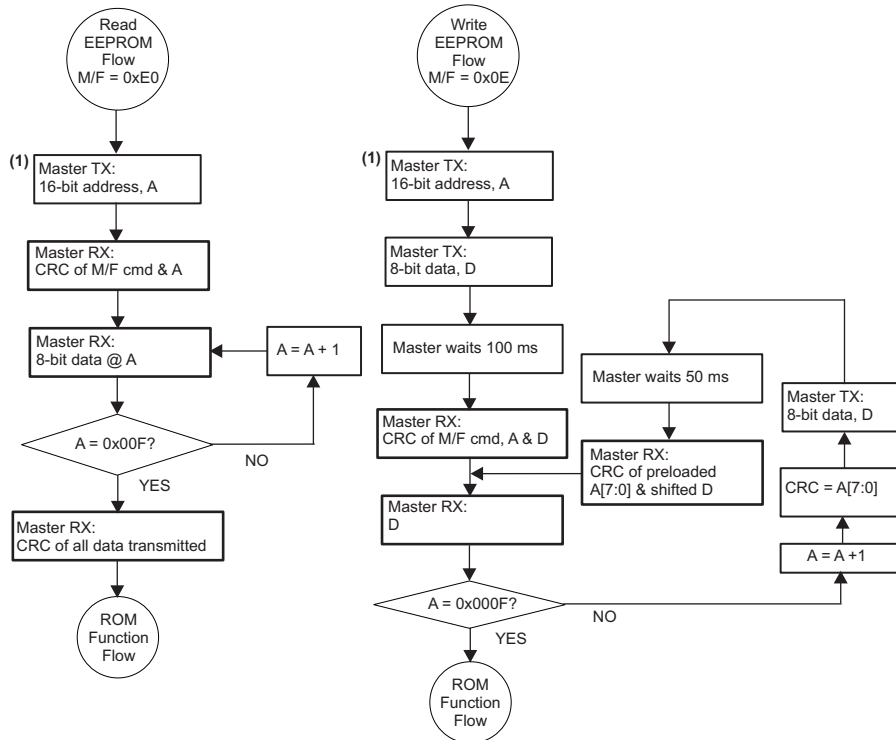 Read
EEPROM
Flow
M/F = 0xE0
(1)
Master TX:
16-bit address, A
Master RX:
CRC of M/F cmd & A
Master RX:
8-bit data @ A
A = A + 1
A = 0x00F?
NO
YES
Master RX:
CRC of all data transmitted
ROM
Function
Flow
Write
EEPROM
Flow
M/F = 0x0E
(1)
Master TX:
16-bit address, A
Master TX:
8-bit data, D
Master waits 100 ms
Master RX:
CRC of M/F cmd, A & D
Master RX:
D
A = 0x000F?
NO
YES
ROM
Function
Flow
A = A +1
CRC = A[7:0]
Master TX:
8-bit data, D
Master waits 50 ms
Master RX:
CRC of preloaded
A[7:0] & shifted D